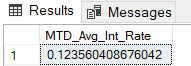 Results Messages
MTD_Avg_Int_Rate
1 0.123560408676042